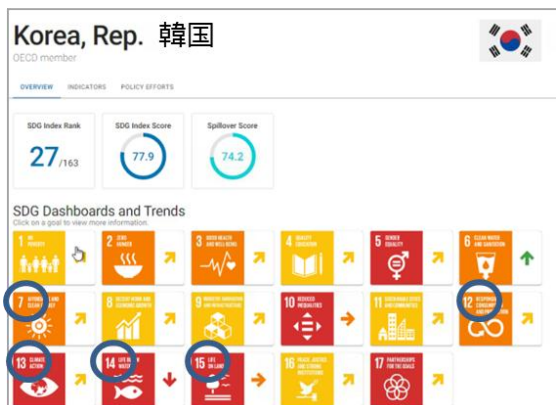 Korea, Rep. 韓国
OECD member
OVERVIEW INDICATORS POLICY EFFORTS
SDG Index Rank
27/163
SDG Index Score
77.9
Spillover Score
74.2
SDG Dashboards and Trends
Click on a goal to view more information.
1 NO POVERTY
2 ZERO HUNGER
3 GOOD HEALTH AND WELL-BEING
4 QUALITY EDUCATION
5 GENDER EQUALITY
6 CLEAN WATER AND SANITATION
7 AND CLEAN
8 DECENT WORK AND ECONOMIC GROWTH
9 INDUSTRY, INNOVATION AND INFRASTRUCTURE
10 REDUCED INEQUALITIES
11 SUSTAINABLE CITIES AND COMMUNITIES
12 CONSUMPTION AND PRODUCTION
13 CLIMATE ACTION
14 LIFE WATER
15 LIFE ON LAND
16 PEACE, JUSTICE AND STRONG INSTITUTIONS
17 PARTNERSHIPS FOR THE GOALS